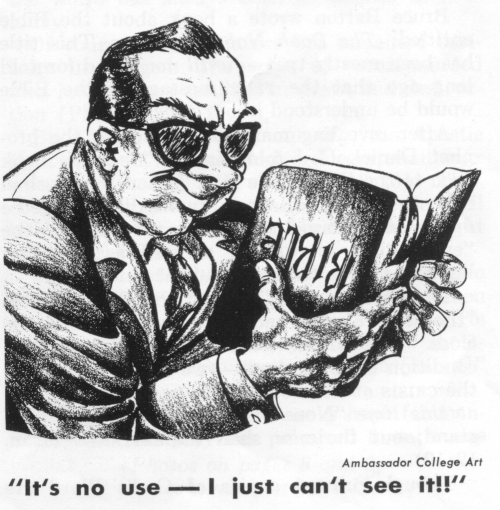 BIBLE
Ambassador College Art
"It's no use — I just can't see it!!"